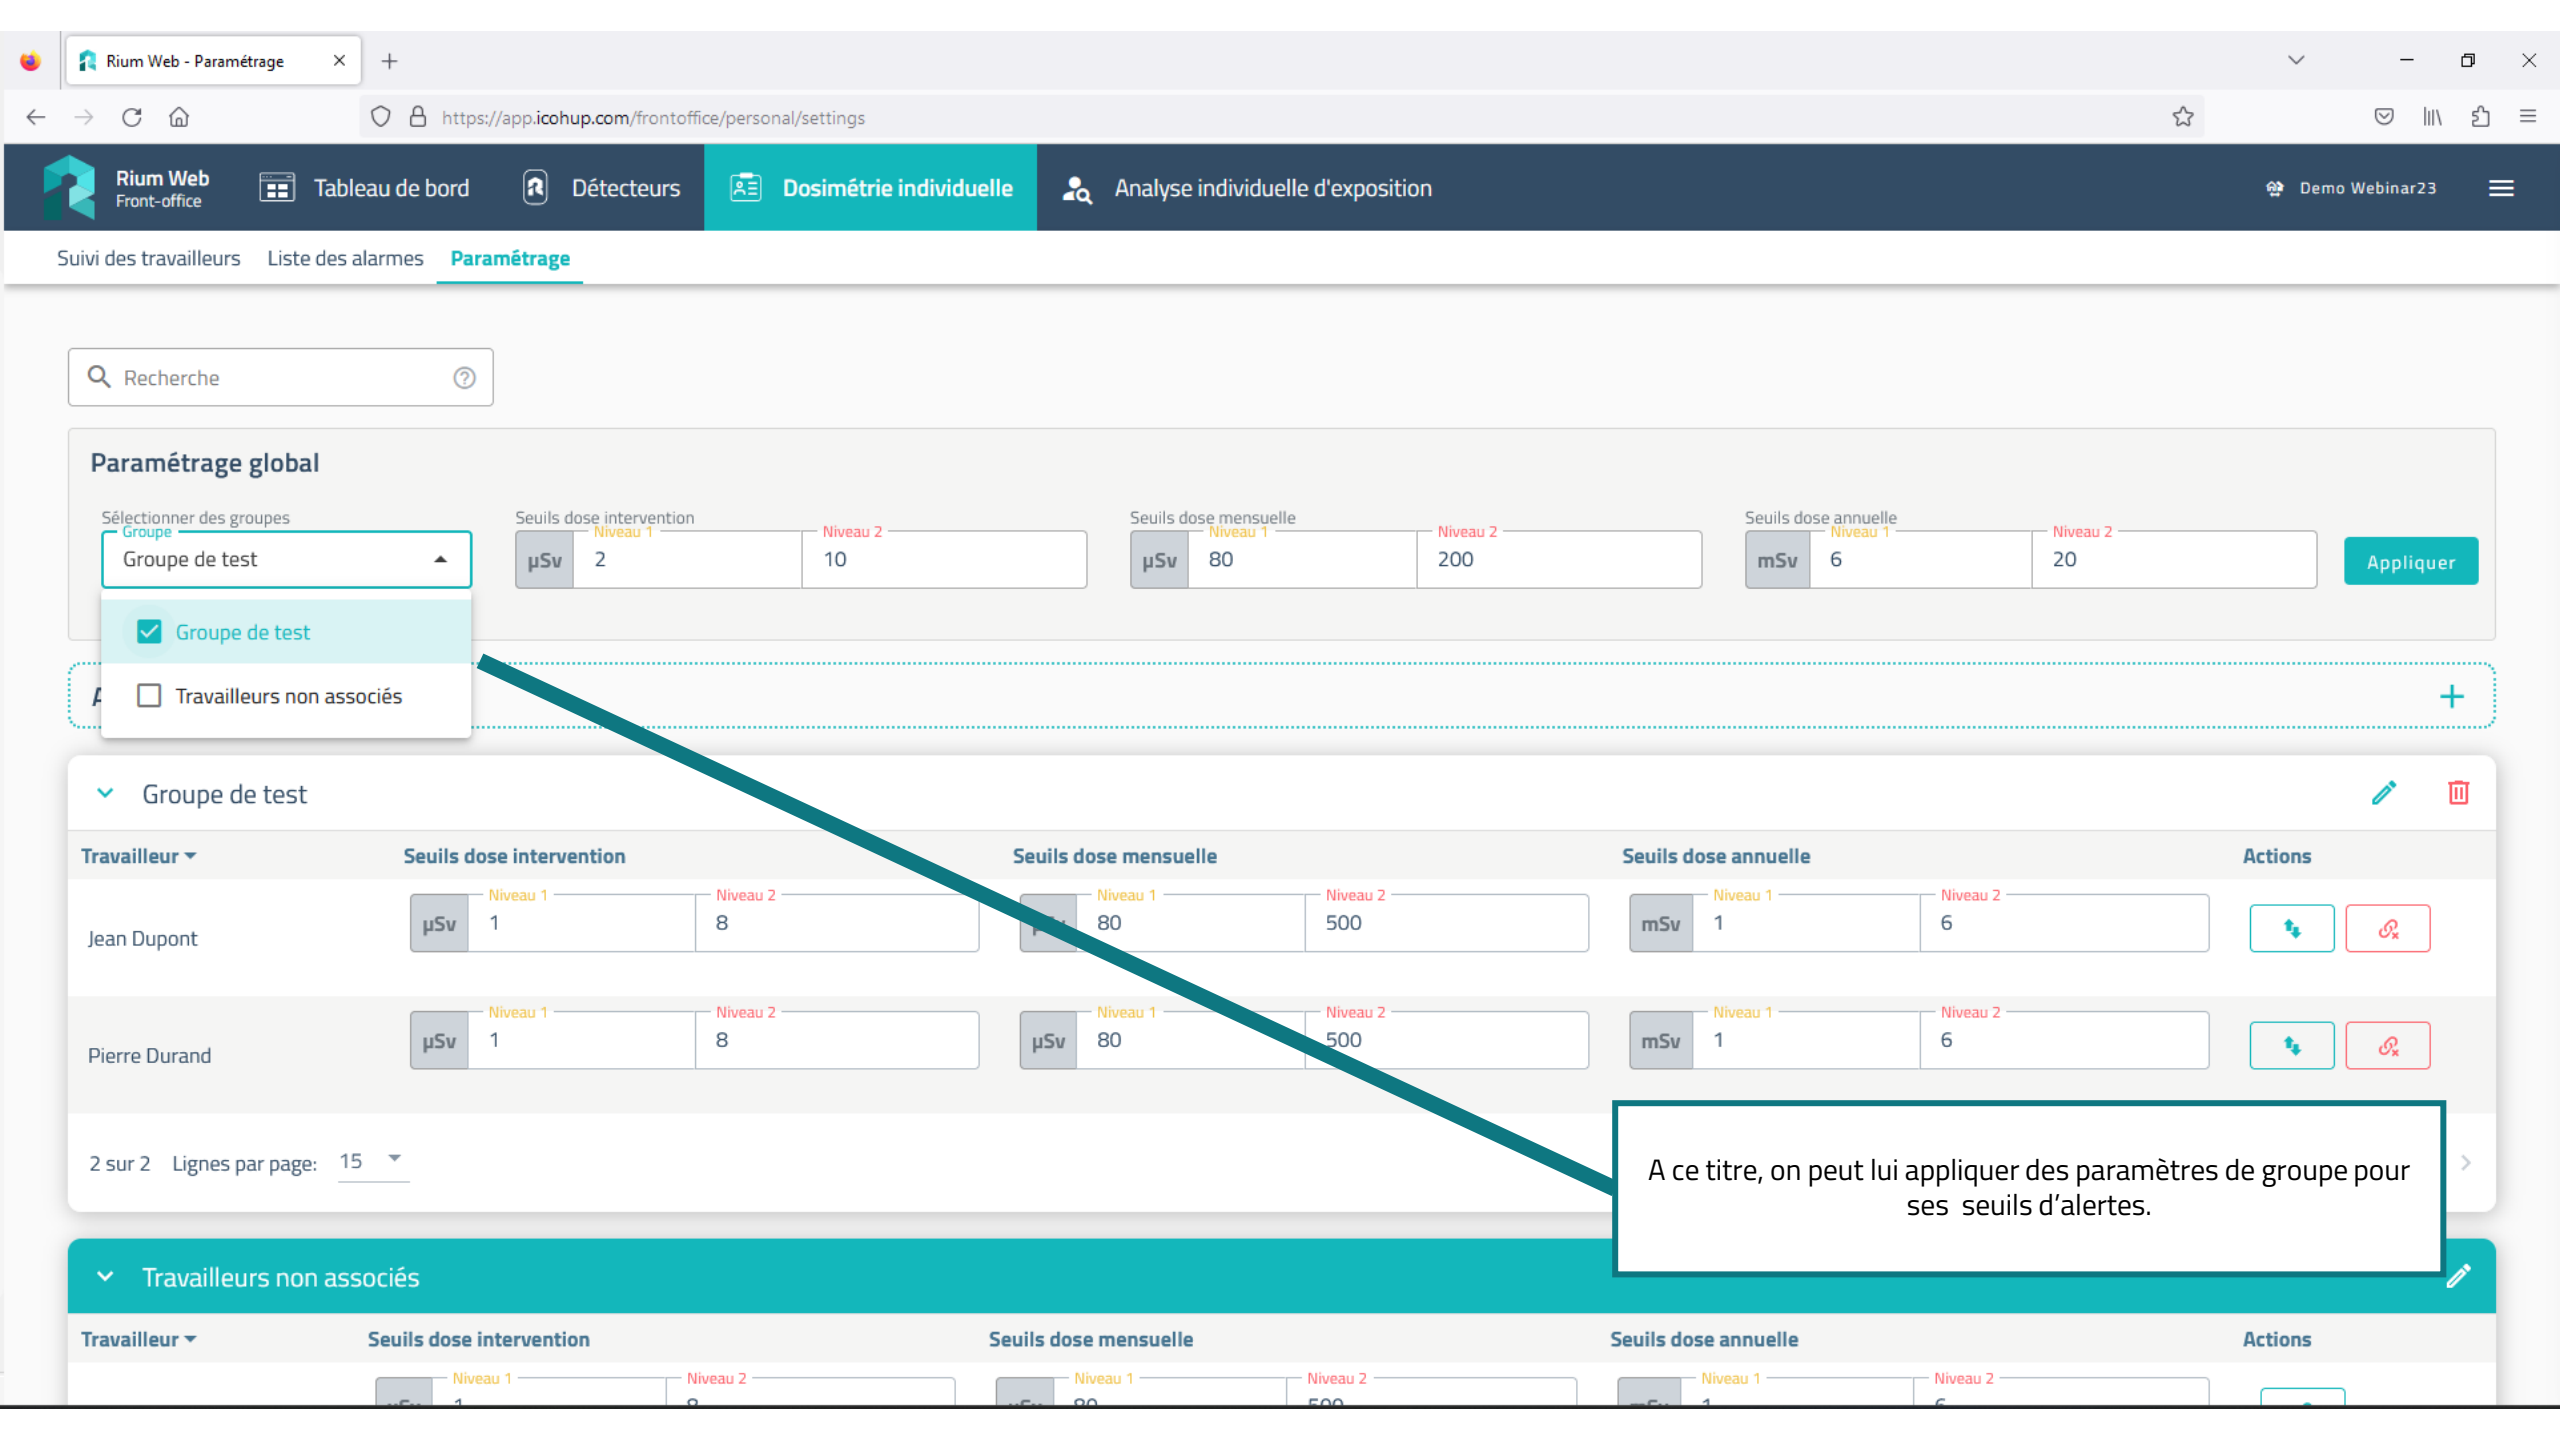 Rium Web - Paramétrage
https://app.icohup.com/frontoffice/personal/settings
Rium Web
Front-office
Tableau de bord
Détecteurs
Dosimétrie individuelle
Analyse individuelle d'exposition
Demo Webinar23
Suivi des travailleurs Liste des alarmes Paramétrage
Recherche
Paramétrage global
Sélectionner des groupes Seuils dose intervention Seuils dose mensuelle Seuils dose annuelle
Groupe Niveau 1 Niveau 2 Niveau 1 Niveau 2 Niveau 1 Niveau 2
Groupe de test µSv 2 10 µSv 80 200 mSv 6 20 Appliquer
Groupe de test
Travailleurs non associés
Groupe de test
Travailleur Seuils dose intervention Seuils dose mensuelle Seuils dose annuelle Actions
Niveau 1 Niveau 2 Niveau 1 Niveau 2 Niveau 1 Niveau 2
Jean Dupont µSv 1 8 µSv 80 500 mSv 1 6
Niveau 1 Niveau 2 Niveau 1 Niveau 2 Niveau 1 Niveau 2
Pierre Durand µSv 1 8 µSv 80 500 mSv 1 6
2 sur 2 Lignes par page: 15
A ce titre, on peut lui appliquer des paramètres de groupe pour
ses seuils d’alertes.
Travailleurs non associés
Travailleur Seuils dose intervention Seuils dose mensuelle Seuils dose annuelle Actions
Niveau 1 Niveau 2 Niveau 1 Niveau 2 Niveau 1 Niveau 2